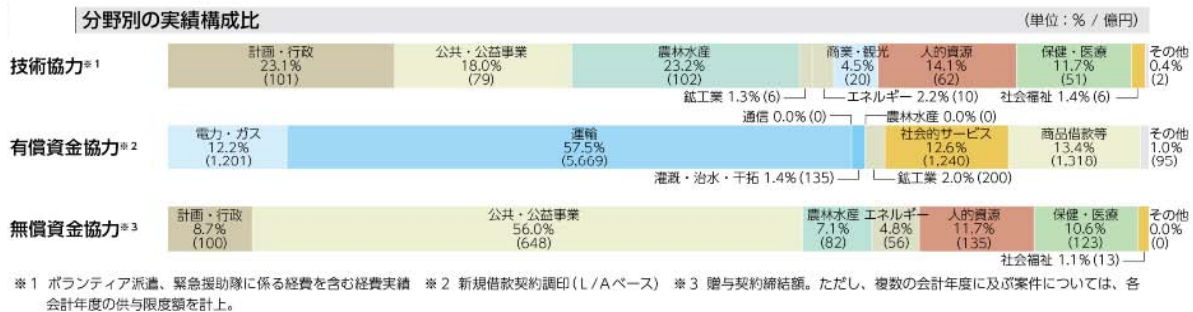 分野別の実績構成比
(単位：% / 億円)
技術協力※1
計画・行政 23.1% (101)
公共・公益事業 18.0% (79)
農林水産 23.2% (102)
鉱工業 1.3% (6)
エネルギー 2.2% (10)
商業・観光 4.5% (20)
人的資源 14.1% (62)
保健・医療 11.7% (51)
社会福祉 1.4% (6)
その他 0.4% (2)
有償資金協力※2
電力・ガス 12.2% (1,201)
運輸 57.5% (5,669)
通信 0.0% (0)
灌漑・治水・干拓 1.4% (135)
農林水産 0.0% (0)
鉱工業 2.0% (200)
社会的サービス 12.6% (1,240)
商品借款等 13.4% (1,318)
その他 1.0% (95)
無償資金協力※3
計画・行政 8.7% (100)
公共・公益事業 56.0% (648)
農林水産 7.1% (82)
エネルギー 4.8% (56)
人的資源 11.7% (135)
保健・医療 10.6% (123)
社会福祉 1.1% (13)
その他 0.0% (0)
※1 ボランティア派遣、緊急援助隊に係る経費を含む経費実績 ※2 新規借款契約調印(L/Aベース) ※3 贈与契約締結額。ただし、複数の会計年度に及ぶ案件については、各
会計年度の供与限度額を計上。